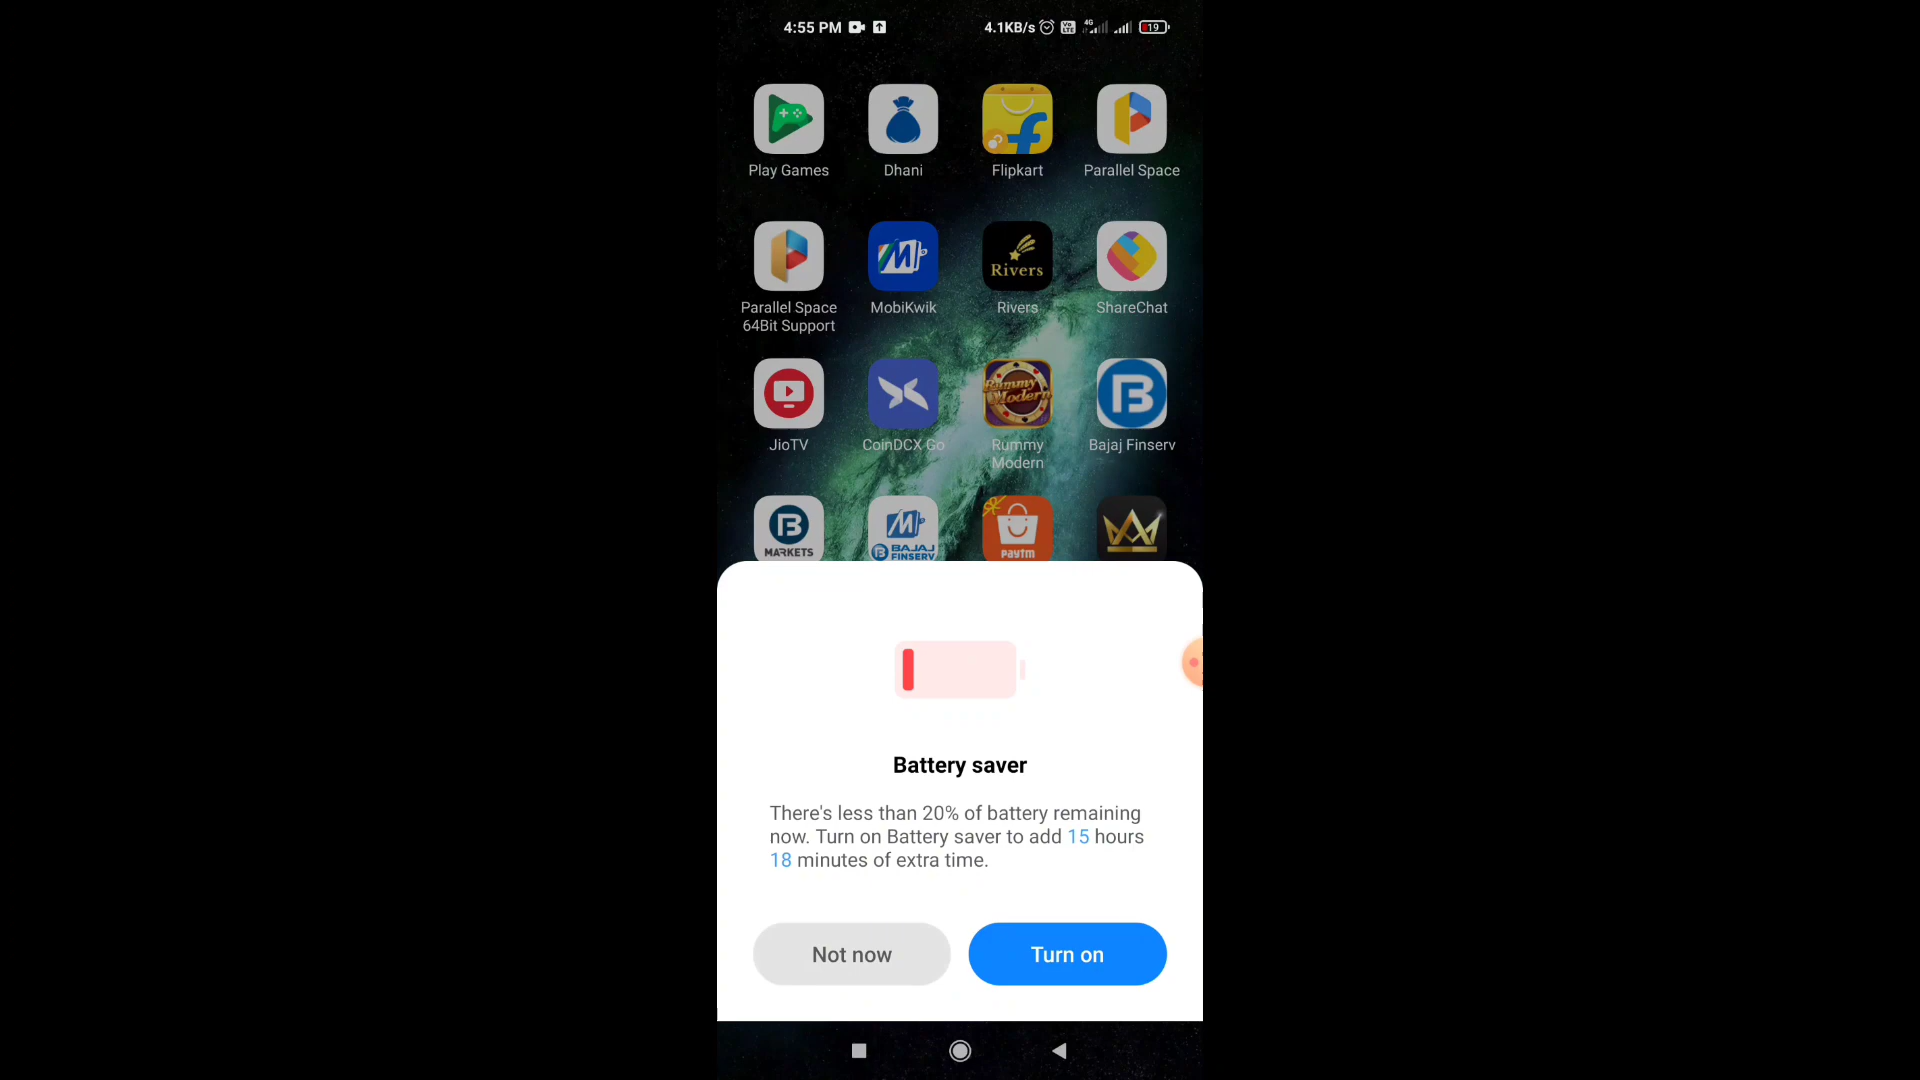 4:55 PM
4.1KB/s
Vo LTE
4G
19
Play Games
Dhani
Flipkart
Parallel Space
Rivers
Parallel Space
64Bit Support
MobiKwik
Rivers
ShareChat
Rummy
Modern
JioTV
CoinDCX Go
Rummy
Modern
Bajaj Finserv
MARKETS
BAJAJ
FINSERV
paytm
Battery saver
There's less than 20% of battery remaining
now. Turn on Battery saver to add 15 hours
18 minutes of extra time.
Not now
Turn on